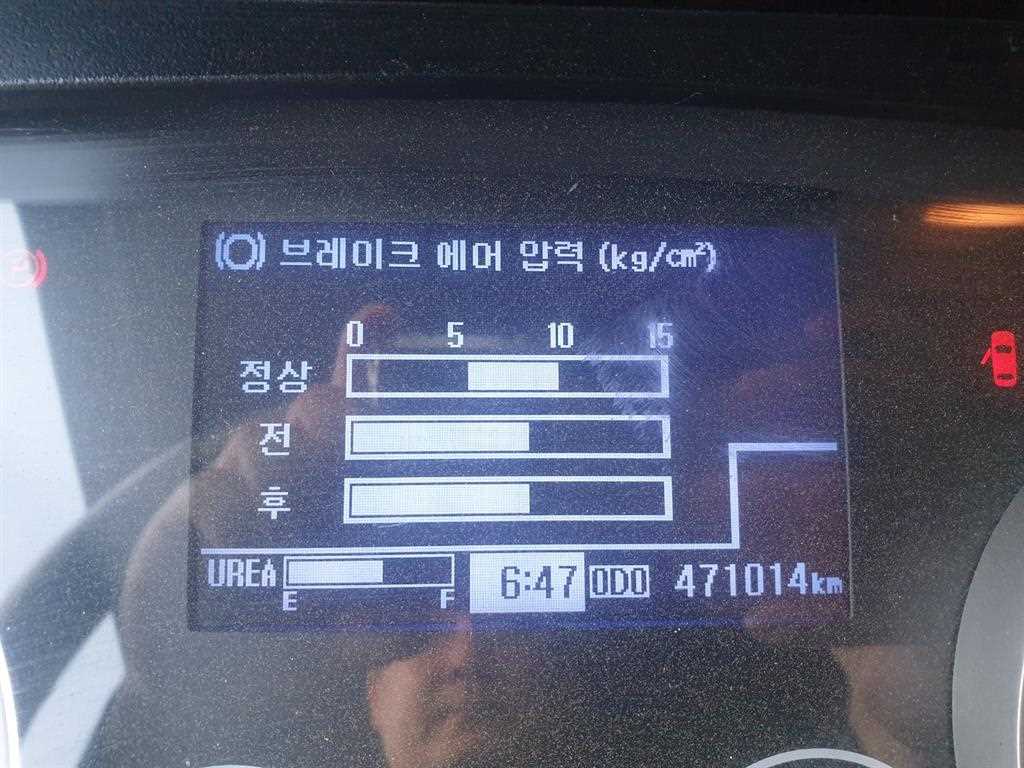 브레이크 에어 압력 (kg/cm²)
0 5 10 15
정상
전
후
UREA E F 6:47 ODO 471014km